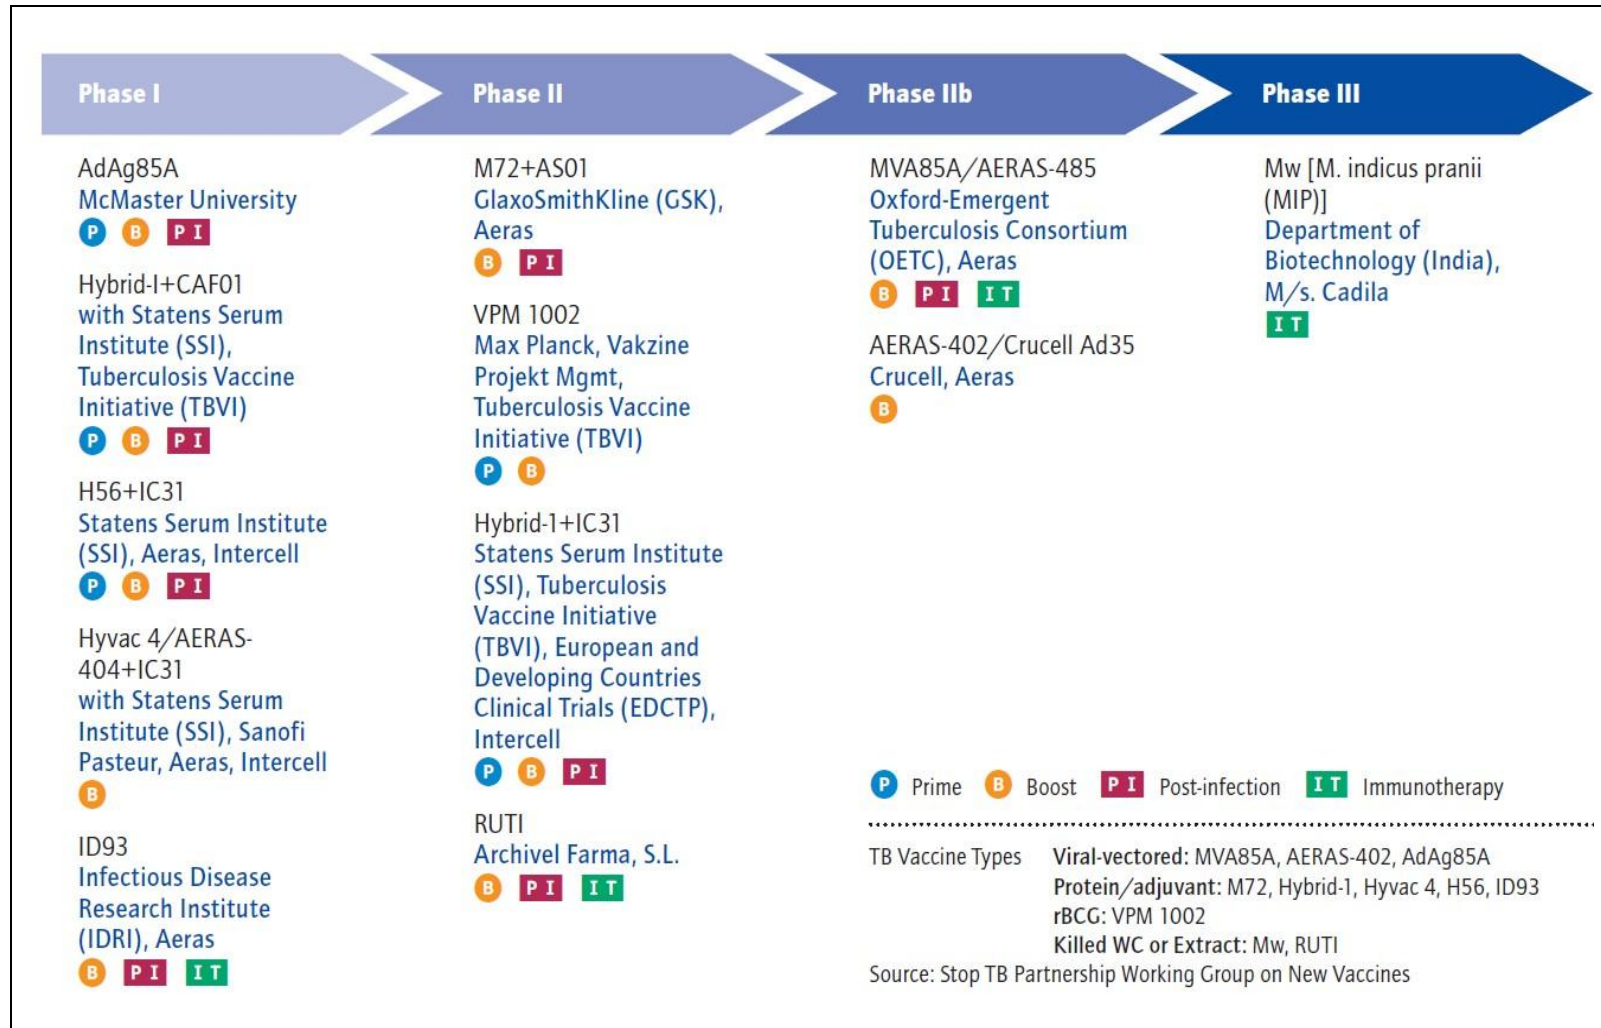 Phase I
Phase II
Phase IIb
Phase III
AdAg85A
McMaster University
P B P I
Hybrid-I+CAF01
with Statens Serum
Institute (SSI),
Tuberculosis Vaccine
Initiative (TBVI)
P B P I
H56+IC31
Statens Serum Institute
(SSI), Aeras, Intercell
P B P I
Hyvac 4/AERAS-
404+IC31
with Statens Serum
Institute (SSI), Sanofi
Pasteur, Aeras, Intercell
B
ID93
Infectious Disease
Research Institute
(IDRI), Aeras
B P I I T
M72+AS01
GlaxoSmithKline (GSK),
Aeras
B P I
VPM 1002
Max Planck, Vakzine
Projekt Mgmt,
Tuberculosis Vaccine
Initiative (TBVI)
P B
Hybrid-1+IC31
Statens Serum Institute
(SSI), Tuberculosis
Vaccine Initiative
(TBVI), European and
Developing Countries
Clinical Trials (EDCTP),
Intercell
P B P I
RUTI
Archivel Farma, S.L.
B P I I T
MVA85A/AERAS-485
Oxford-Emergent
Tuberculosis Consortium
(OETC), Aeras
B P I I T
AERAS-402/Crucell Ad35
Crucell, Aeras
B
Mw [M. indicus pranii
(MIP)]
Department of
Biotechnology (India),
M/s. Cadila
I T
P Prime B Boost P I Post-infection I T Immunotherapy
TB Vaccine Types Viral-vectored: MVA85A, AERAS-402, AdAg85A
Protein/adjuvant: M72, Hybrid-1, Hyvac 4, H56, ID93
rBCG: VPM 1002
Killed WC or Extract: Mw, RUTI
Source: Stop TB Partnership Working Group on New Vaccines